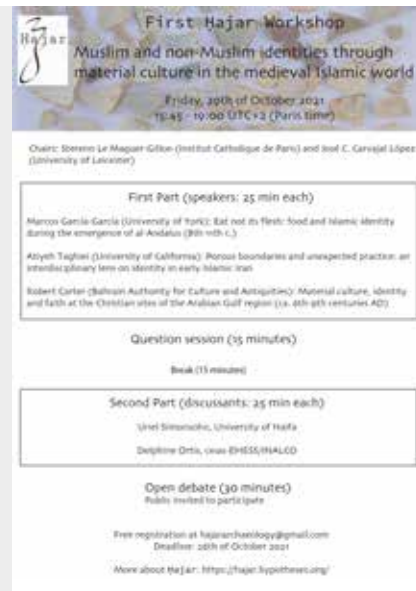 Hajar
First Ḥajar Workshop
Muslim and non-Muslim identities through
material culture in the medieval Islamic world
Friday, 29th of October 2021
15:45 - 19:00 UTC+2 (Paris time)
Chairs: Sterenn Le Maguer-Gillon (Institut Catholique de Paris) and José C. Carvajal López
(University of Leicester)
First Part (speakers: 25 min each)
Marcos García García (University of York): Eat not its flesh: food and Islamic identity
during the emergence of al-Andalus (8th-11th c.)
Atiyeh Taghiei (University of California): Porous boundaries and unexpected practice: an
interdisciplinary lens on identity in early Islamic Iran
Robert Carter (Bahrain Authority for Culture and Antiquities): Material culture, identity
and faith at the Christian sites of the Arabian Gulf region (ca. 6th-9th centuries AD)
Question session (15 minutes)
Break (15 minutes)
Second Part (discussants: 25 min each)
Uriel Simonsohn, University of Haifa
Delphine Ortis, EHESS/INALCO
Open debate (30 minutes)
Public invited to participate
Free registration at hajararchaeology@gmail.com
Deadline: 26th of October 2021
More about Ḥajar: https://hajar.hypotheses.org/